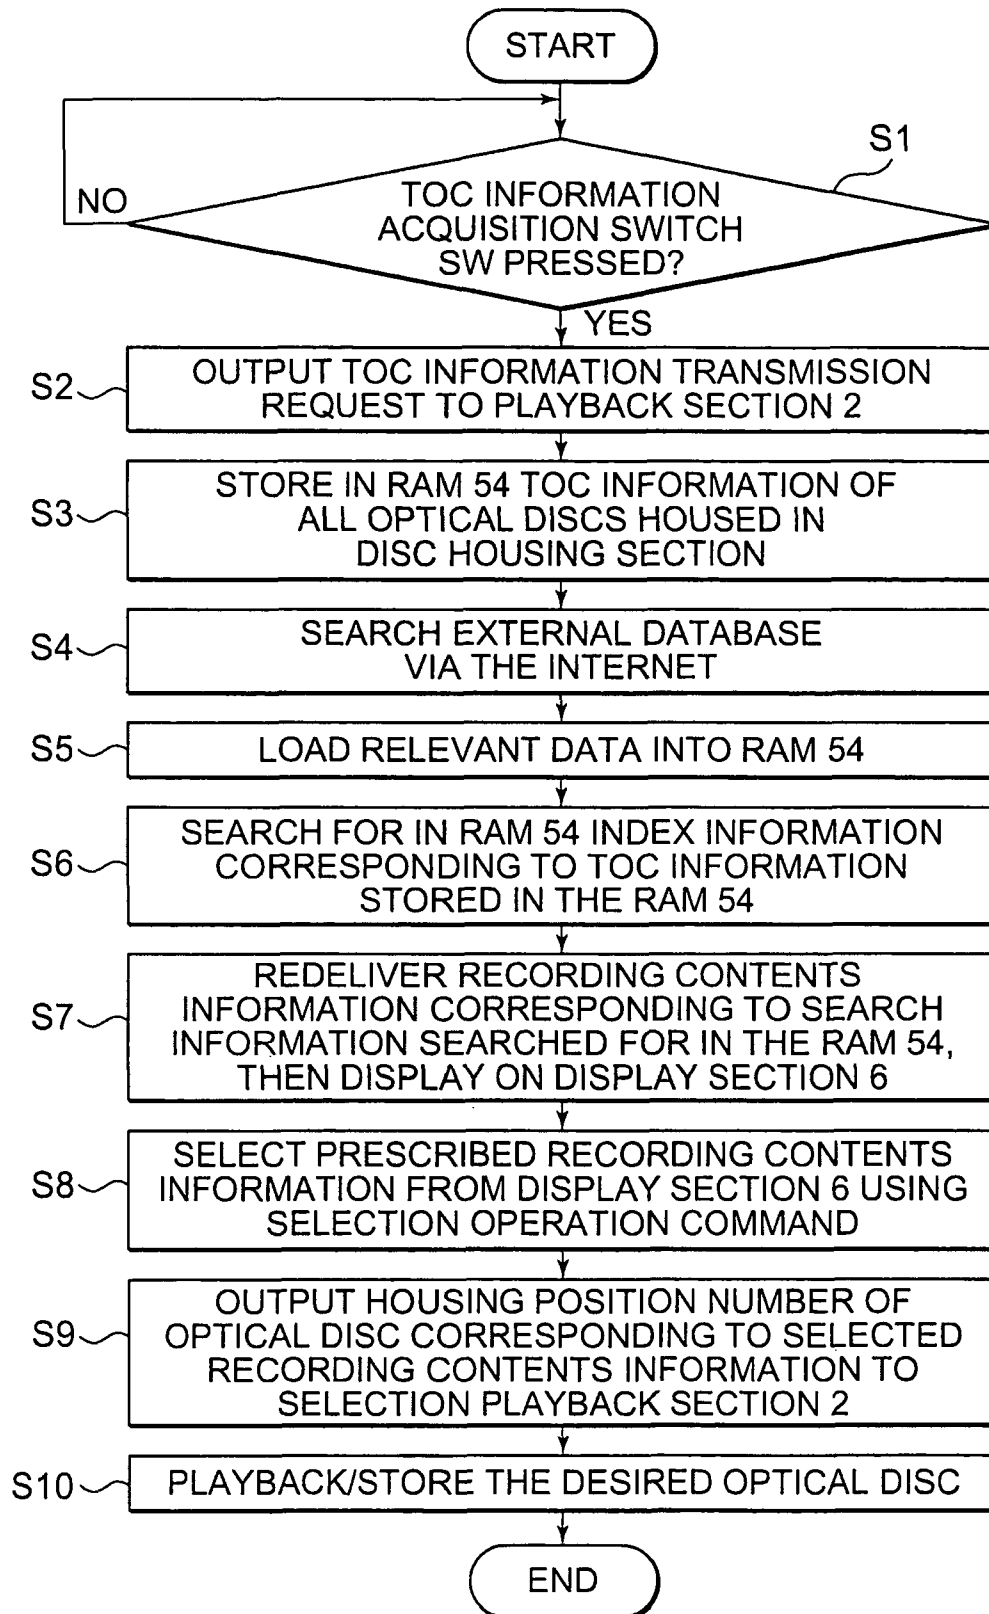 START
S1
NO
TOC INFORMATION
ACQUISITION SWITCH
SW PRESSED?
YES
S2
OUTPUT TOC INFORMATION TRANSMISSION
REQUEST TO PLAYBACK SECTION 2
S3
STORE IN RAM 54 TOC INFORMATION OF
ALL OPTICAL DISCS HOUSED IN
DISC HOUSING SECTION
S4
SEARCH EXTERNAL DATABASE
VIA THE INTERNET
S5
LOAD RELEVANT DATA INTO RAM 54
S6
SEARCH FOR IN RAM 54 INDEX INFORMATION
CORRESPONDING TO TOC INFORMATION
STORED IN THE RAM 54
S7
REDELIVER RECORDING CONTENTS
INFORMATION CORRESPONDING TO SEARCH
INFORMATION SEARCHED FOR IN THE RAM 54,
THEN DISPLAY ON DISPLAY SECTION 6
S8
SELECT PRESCRIBED RECORDING CONTENTS
INFORMATION FROM DISPLAY SECTION 6 USING
SELECTION OPERATION COMMAND
S9
OUTPUT HOUSING POSITION NUMBER OF
OPTICAL DISC CORRESPONDING TO SELECTED
RECORDING CONTENTS INFORMATION TO
SELECTION PLAYBACK SECTION 2
S10
PLAYBACK/STORE THE DESIRED OPTICAL DISC
END